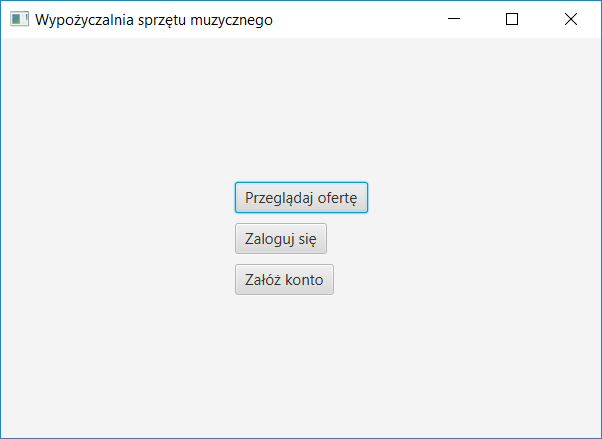 Wypożyczalnia sprzętu muzycznego
Przeglądaj ofertę
Zaloguj się
Załóż konto